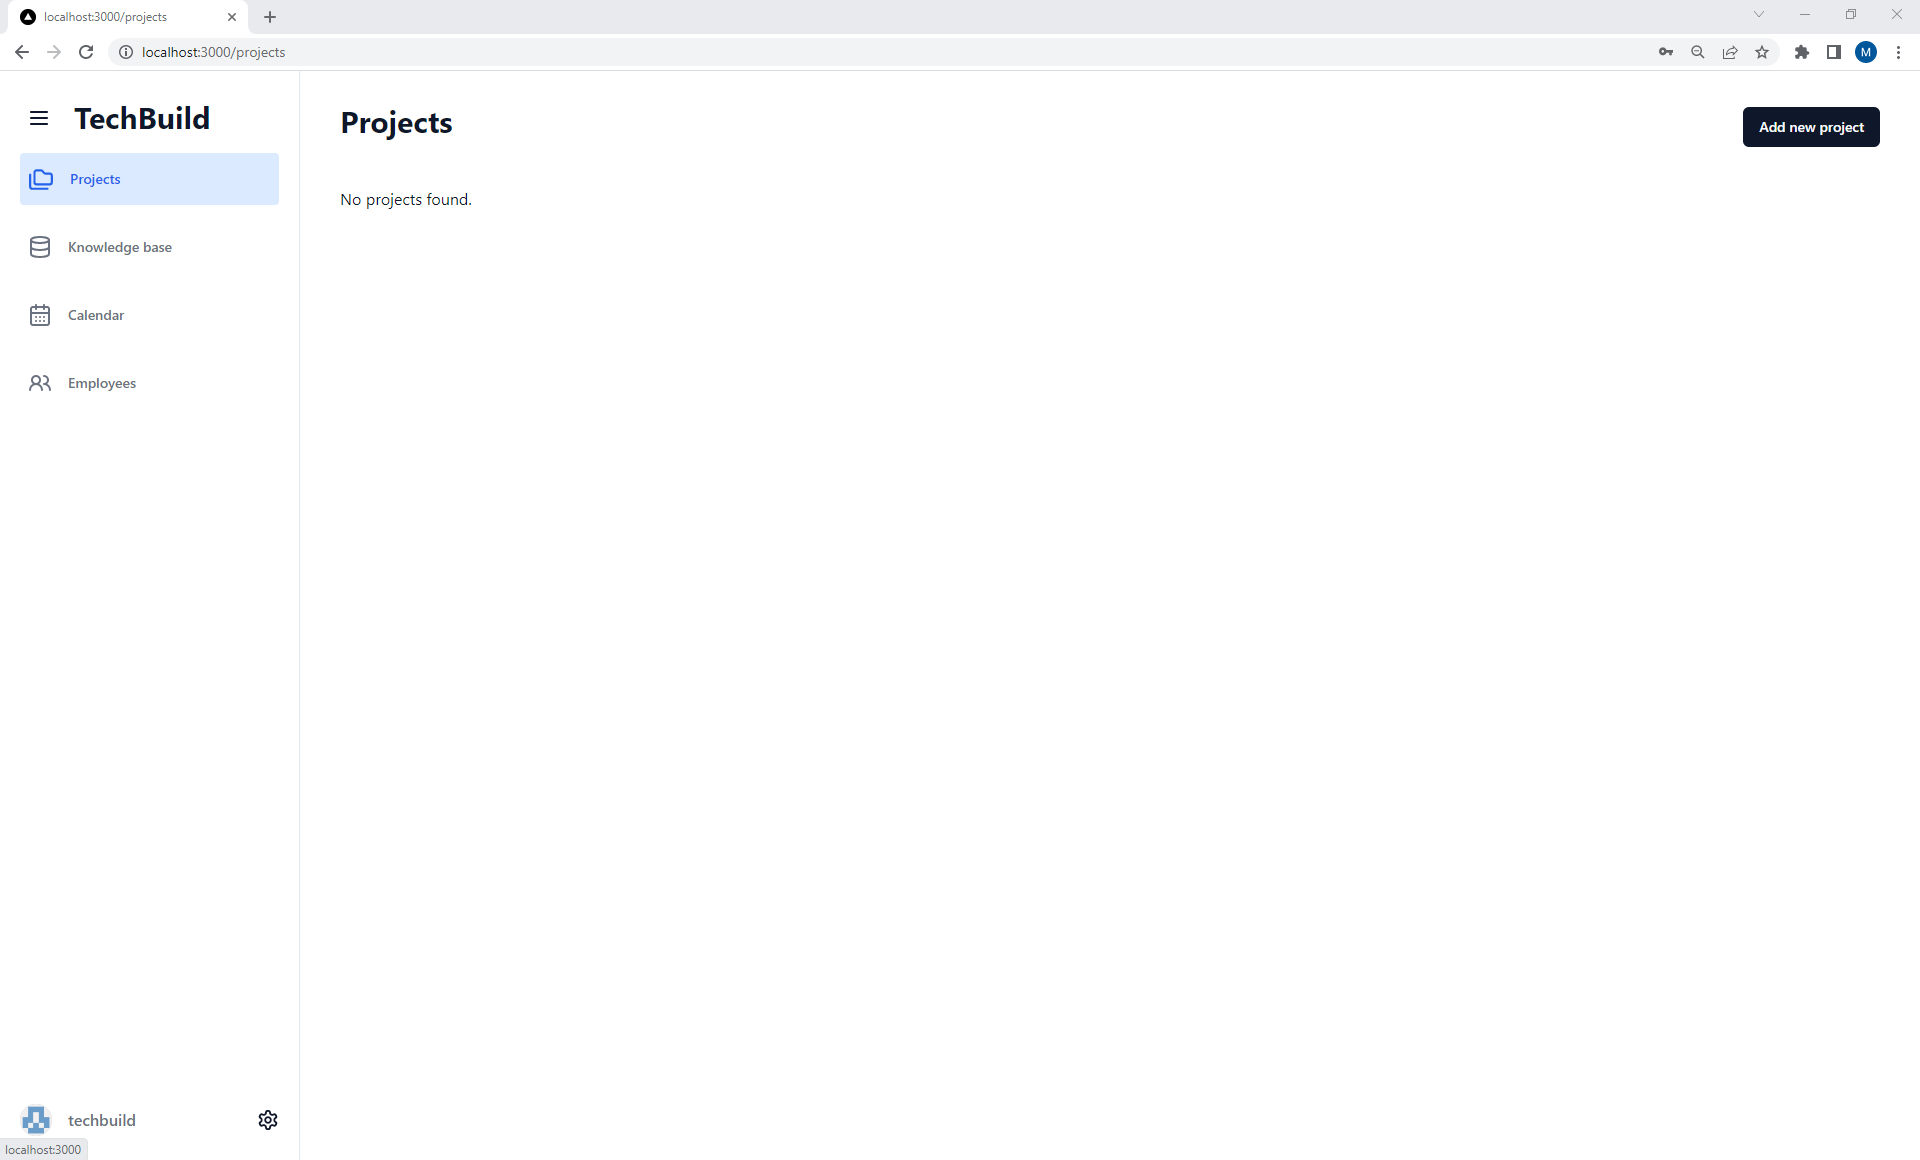 localhost:3000/projects
localhost:3000/projects
M
TechBuild
Projects
Knowledge base
Calendar
Employees
Projects
Add new project
No projects found.
techbuild
localhost:3000